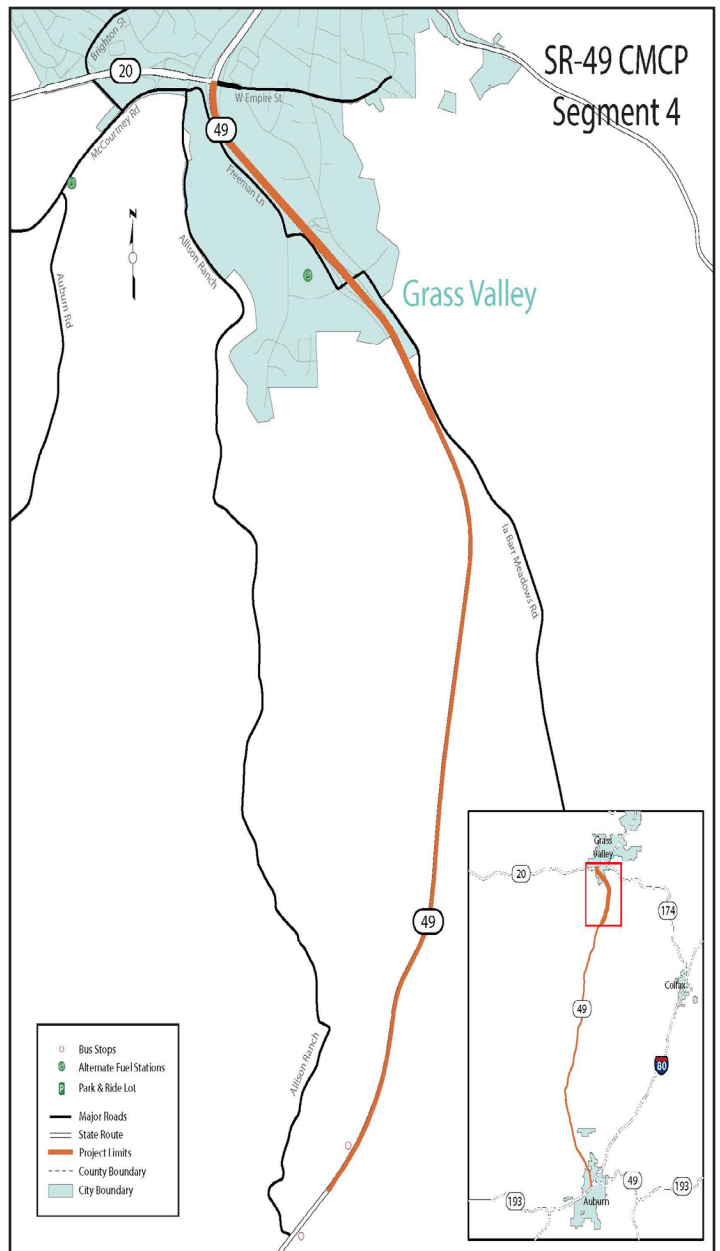 SR-49 CMCP
Segment 4
Brighton St
20
W Empire St
McCourtney Rd
49
Freeman Ln
Allison Ranch
Auburn Rd
Grass Valley
la Barr Meadows Rd
49
Allison Ranch
Bus Stops
Alternate Fuel Stations
P
Park & Ride Lot
Major Roads
State Route
Project Limits
County Boundary
City Boundary
N
Grass
Valley
20
174
Colfax
49
80
49
193
193
Auburn